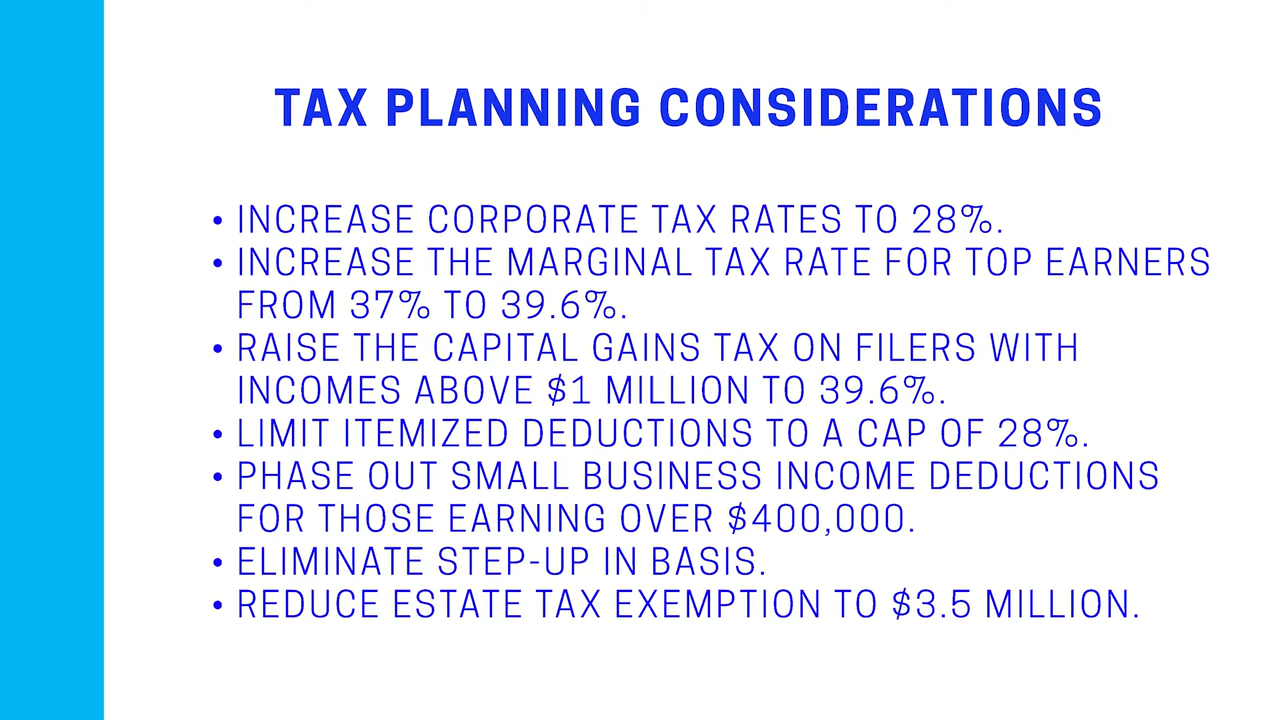 TAX PLANNING CONSIDERATIONS
• INCREASE CORPORATE TAX RATES TO 28%.
• INCREASE THE MARGINAL TAX RATE FOR TOP EARNERS
FROM 37% TO 39.6%.
• RAISE THE CAPITAL GAINS TAX ON FILERS WITH
INCOMES ABOVE $1 MILLION TO 39.6%.
• LIMIT ITEMIZED DEDUCTIONS TO A CAP OF 28%.
• PHASE OUT SMALL BUSINESS INCOME DEDUCTIONS
FOR THOSE EARNING OVER $400,000.
• ELIMINATE STEP-UP IN BASIS.
• REDUCE ESTATE TAX EXEMPTION TO $3.5 MILLION.